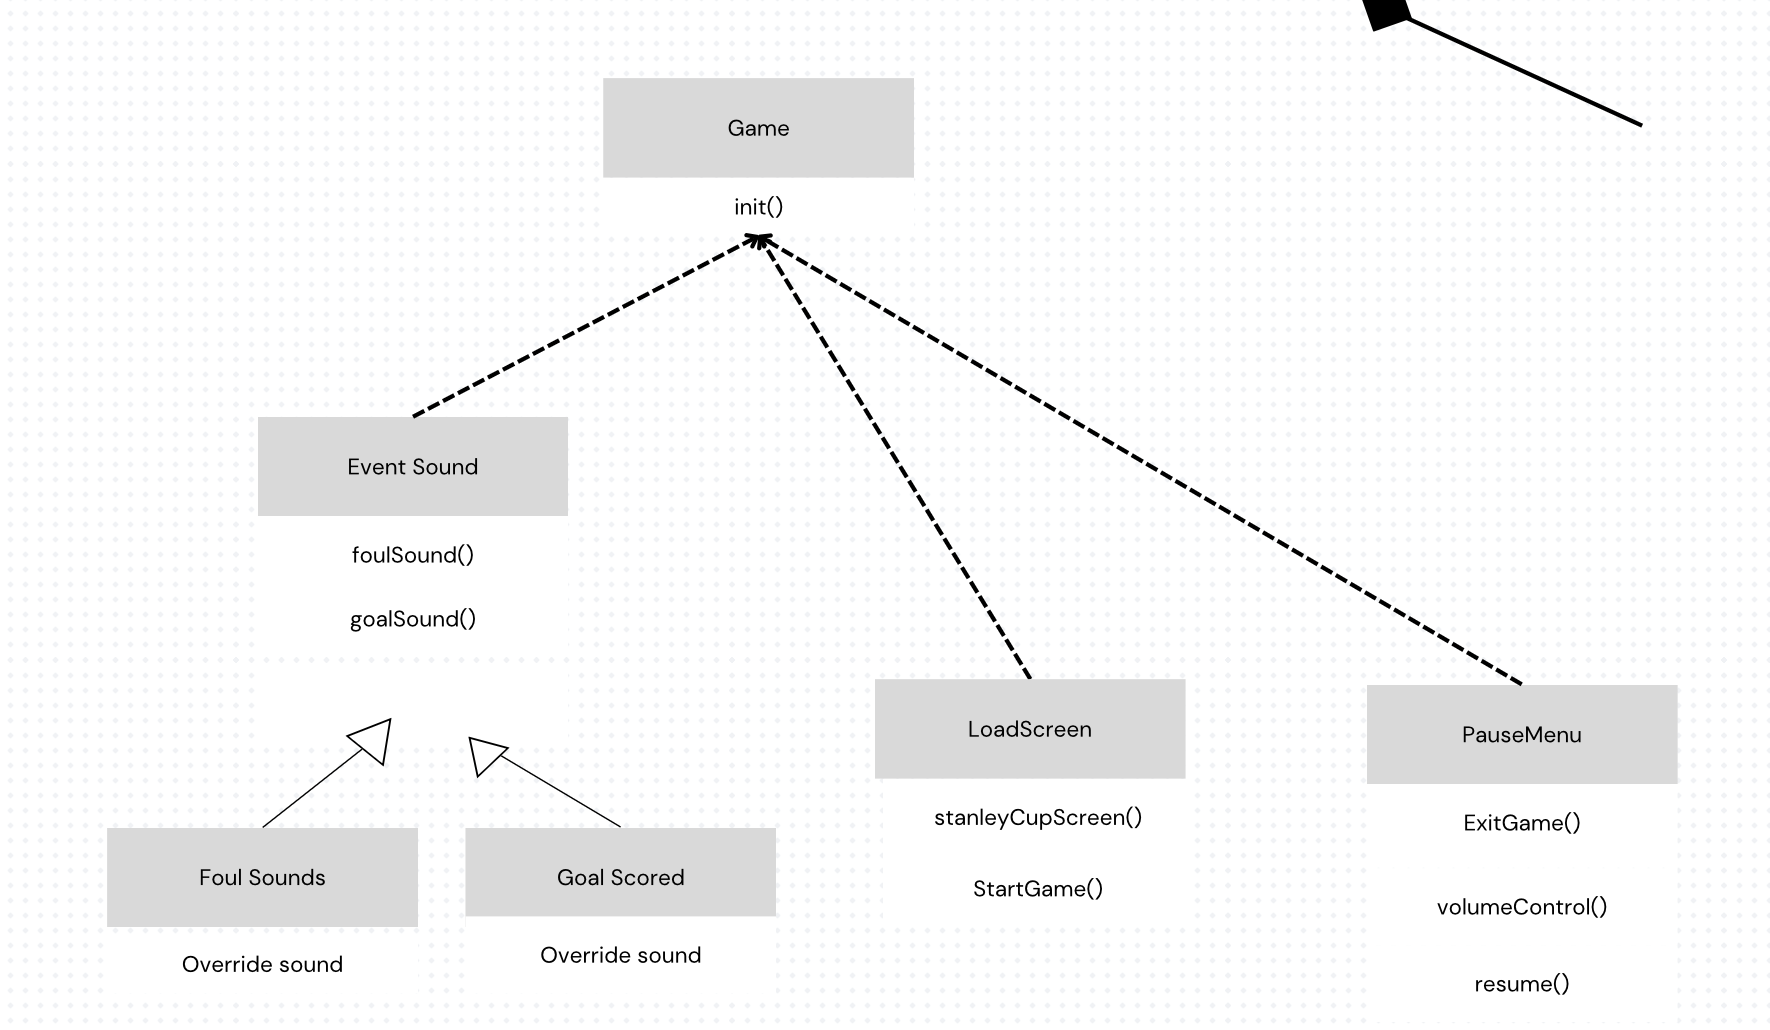 Game
init()
Event Sound
foulSound()
goalSound()
LoadScreen
stanleyCupScreen()
StartGame()
PauseMenu
ExitGame()
volumeControl()
resume()
Foul Sounds
Override sound
Goal Scored
Override sound